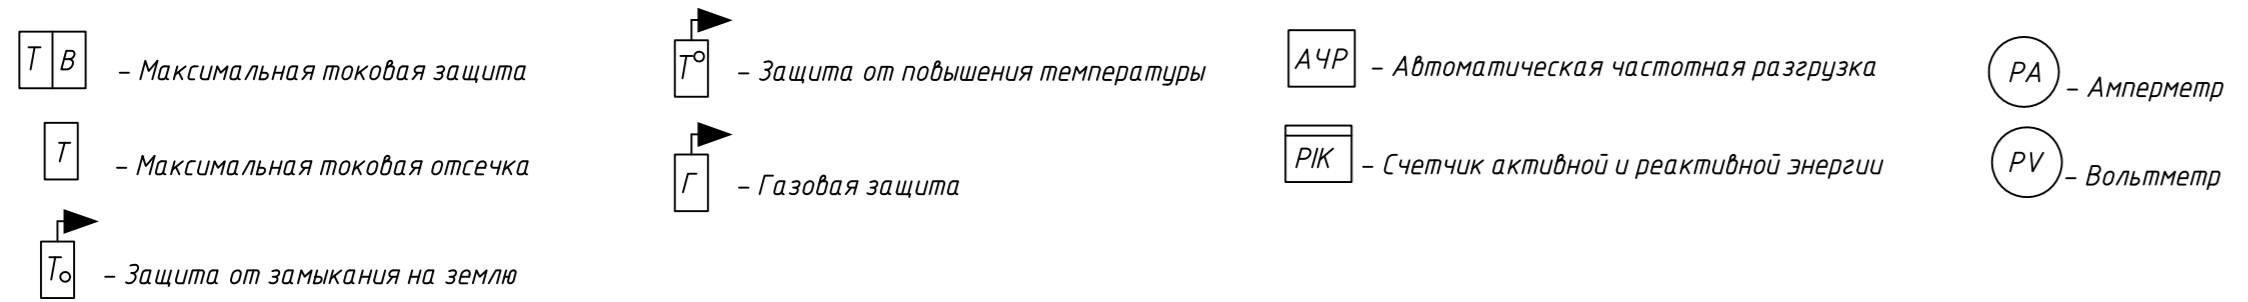 Т В – Максимальная токовая защита
Т – Максимальная токовая отсечка
То – Защита от замыкания на землю
Т° – Защита от повышения температуры
Г – Газовая защита
АЧР – Автоматическая частотная разгрузка
PIK – Счетчик активной и реактивной энергии
PA – Амперметр
PV – Вольтметр